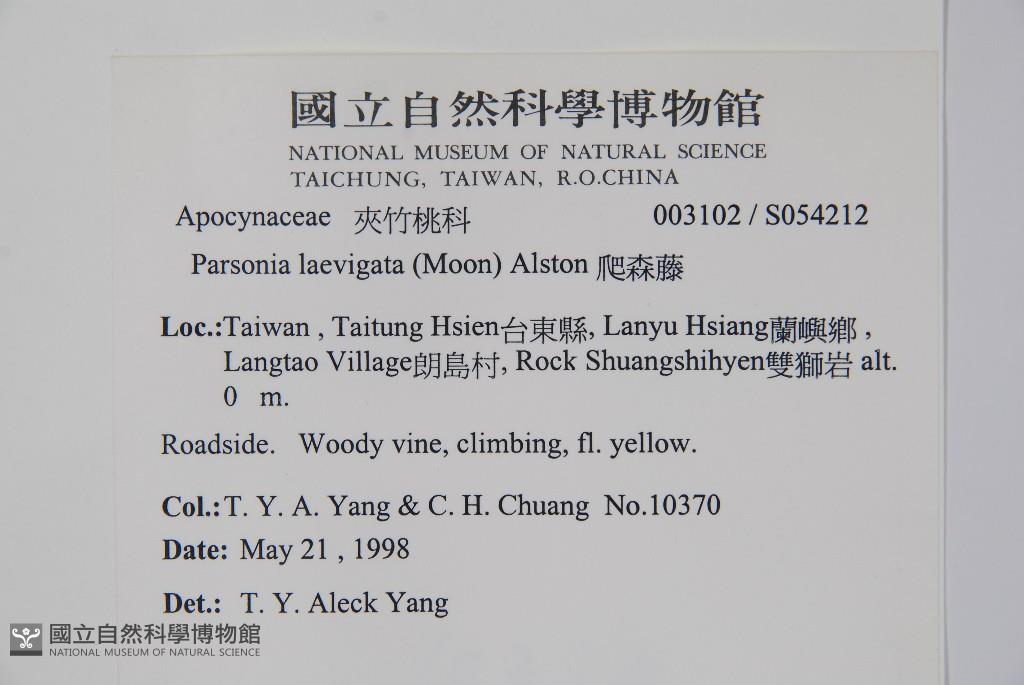 國立自然科學博物館
NATIONAL MUSEUM OF NATURAL SCIENCE
TAICHUNG, TAIWAN, R.O.CHINA
Apocynaceae 夾竹桃科 003102 / S054212
Parsonia laevigata (Moon) Alston 爬森藤
Loc.:Taiwan , Taitung Hsien台東縣, Lanyu Hsiang蘭嶼鄉 ,
Langtao Village朗島村, Rock Shuangshihyen雙獅岩 alt.
0 m.
Roadside. Woody vine, climbing, fl. yellow.
Col.:T. Y. A. Yang & C. H. Chuang No.10370
Date: May 21 , 1998
Det.: T. Y. Aleck Yang
國立自然科學博物館
NATIONAL MUSEUM OF NATURAL SCIENCE